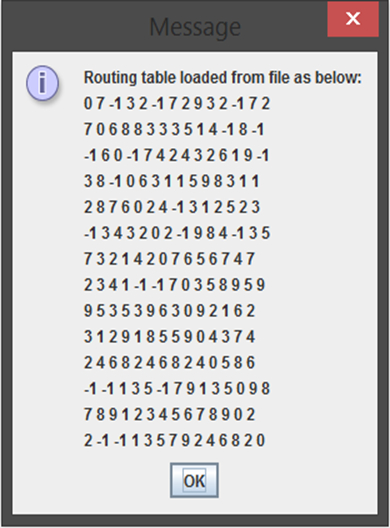 Message
Routing table loaded from file as below:
0 7 -1 3 2 -1 7 2 9 3 2 -1 7 2
7 0 6 8 8 3 3 3 5 1 4 -1 8 -1
-1 6 0 -1 7 4 2 4 3 2 6 1 9 -1
3 8 -1 0 6 3 1 1 5 9 8 3 1 1
2 8 7 6 0 2 4 -1 3 1 2 5 2 3
-1 3 4 3 2 0 2 -1 9 8 4 -1 3 5
7 3 2 1 4 2 0 7 6 5 6 7 4 7
2 3 4 1 -1 -1 7 0 3 5 8 9 5 9
9 5 3 5 3 9 6 3 0 9 2 1 6 2
3 1 2 9 1 8 5 5 9 0 4 3 7 4
2 4 6 8 2 4 6 8 2 4 0 5 8 6
-1 -1 1 3 5 -1 7 9 1 3 5 0 9 8
7 8 9 1 2 3 4 5 6 7 8 9 0 2
2 -1 -1 1 3 5 7 9 2 4 6 8 2 0
OK